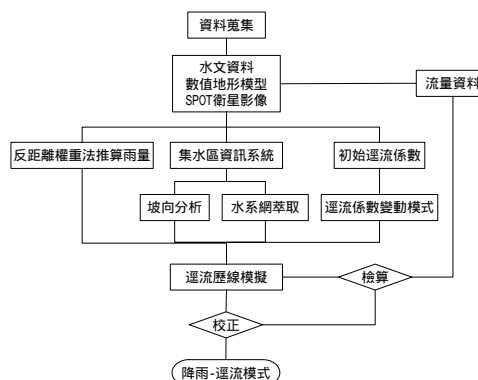 資料蒐集
水文資料
數值地形模型
SPOT衛星影像
流量資料
反距離權重法推算雨量
集水區資訊系統
初始逕流係數
坡向分析
水系網萃取
逕流係數變動模式
逕流歷線模擬
檢算
校正
降雨-逕流模式